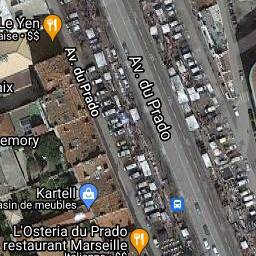 Le Yen
aise • $$
Av. du Prado
Av. du Prado
aix
emory
Kartell
asin de meubles
L'Osteria du Prado
restaurant Marseille
Italienne • $$